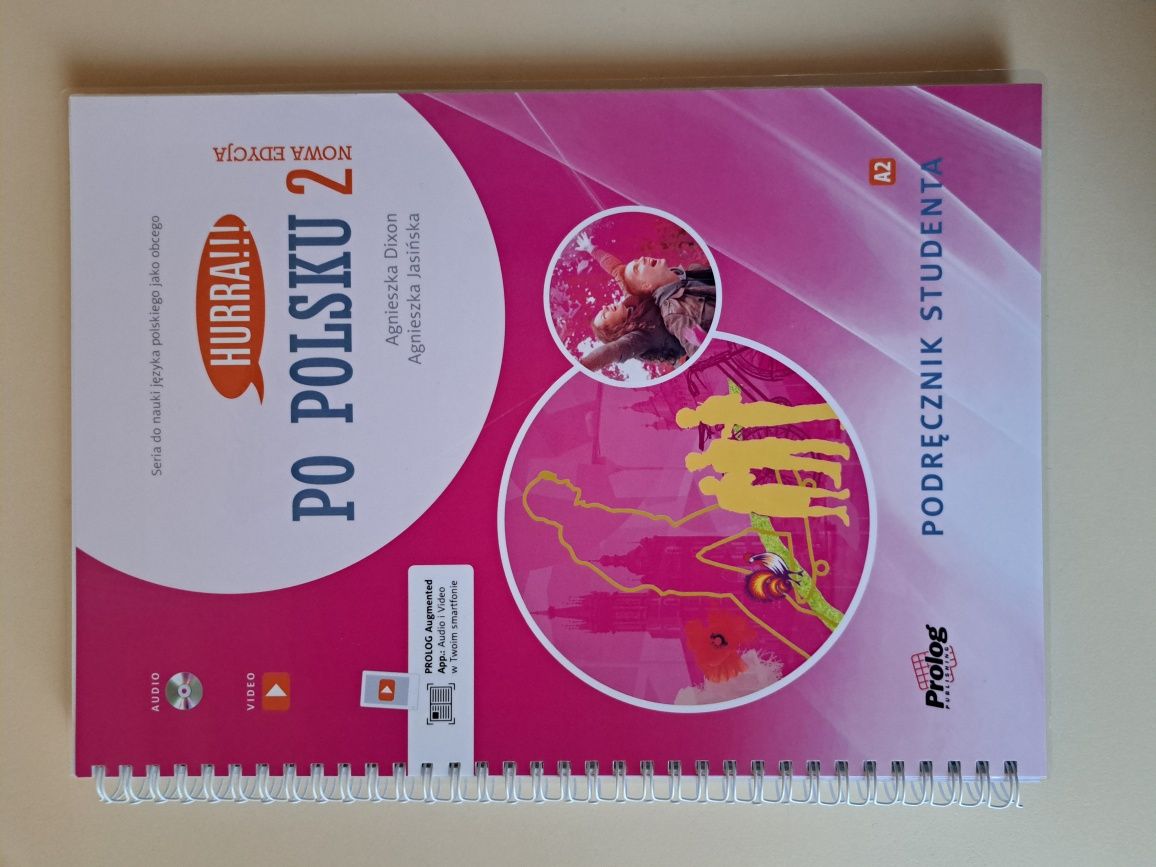 Seria do nauki języka polskiego jako obcego
HURRA!!!
PO POLSKU 2
NOWA EDYCJA
Agnieszka Dixon
Agnieszka Jasińska
AUDIO
VIDEO
PROLOG Augmented
App.: Audio i Video
w Twoim smartfonie
A2
PODRĘCZNIK STUDENTA
Prolog
PUBLISHING